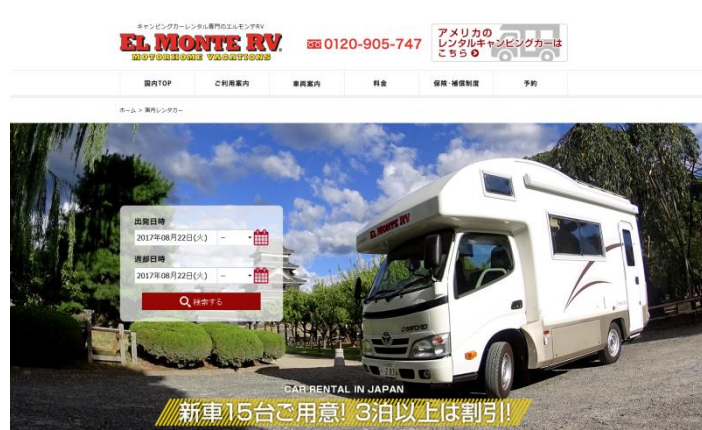 キャンピングカーレンタル専門のエルモンテRV
EL MONTE RV
MOTORHOME VACATIONS
0120-905-747
アメリカの
レンタルキャンピングカーは
こちら
国内TOP
ご利用案内
車両案内
料金
保険・補償制度
予約
ホーム > 国内レンタカー
出発日時
2017年08月22日(火)
--
返却日時
2017年08月22日(火)
--
検索する
EL MONTE RV
CAR RENTAL IN JAPAN
新車15台ご用意! 3泊以上は割引!